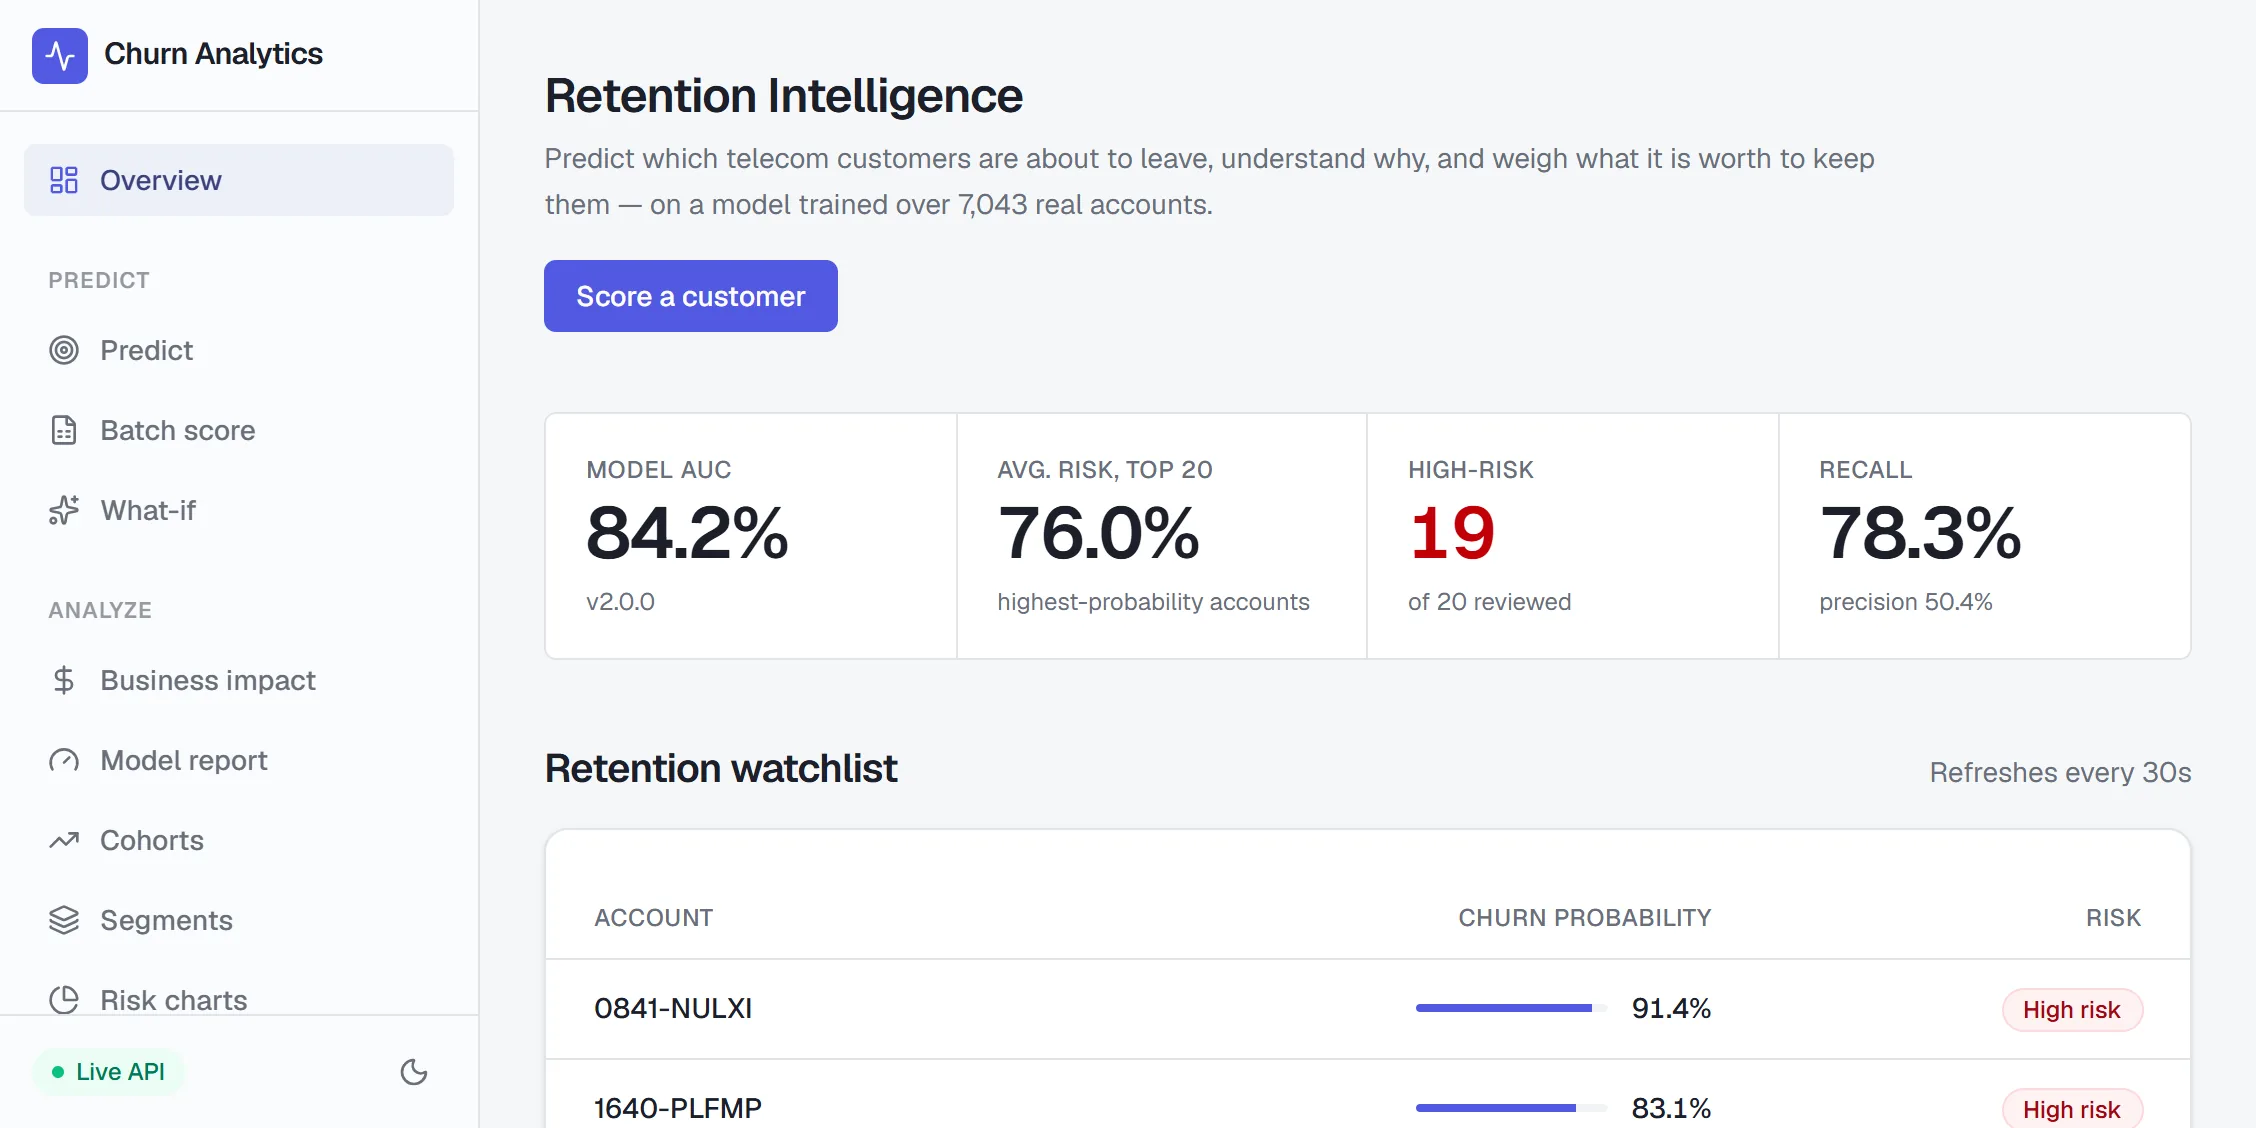 Churn Analytics
Overview
PREDICT
Predict
Batch score
What-if
ANALYZE
Business impact
Model report
Cohorts
Segments
Risk charts
Live API
Retention Intelligence
Predict which telecom customers are about to leave, understand why, and weigh what it is worth to keep
them — on a model trained over 7,043 real accounts.
Score a customer
MODEL AUC
84.2%
v2.0.0
AVG. RISK, TOP 20
76.0%
highest-probability accounts
HIGH-RISK
19
of 20 reviewed
RECALL
78.3%
precision 50.4%
Retention watchlist
Refreshes every 30s
ACCOUNT CHURN PROBABILITY RISK
0841-NULXI 91.4% High risk
1640-PLFMP 83.1% High risk